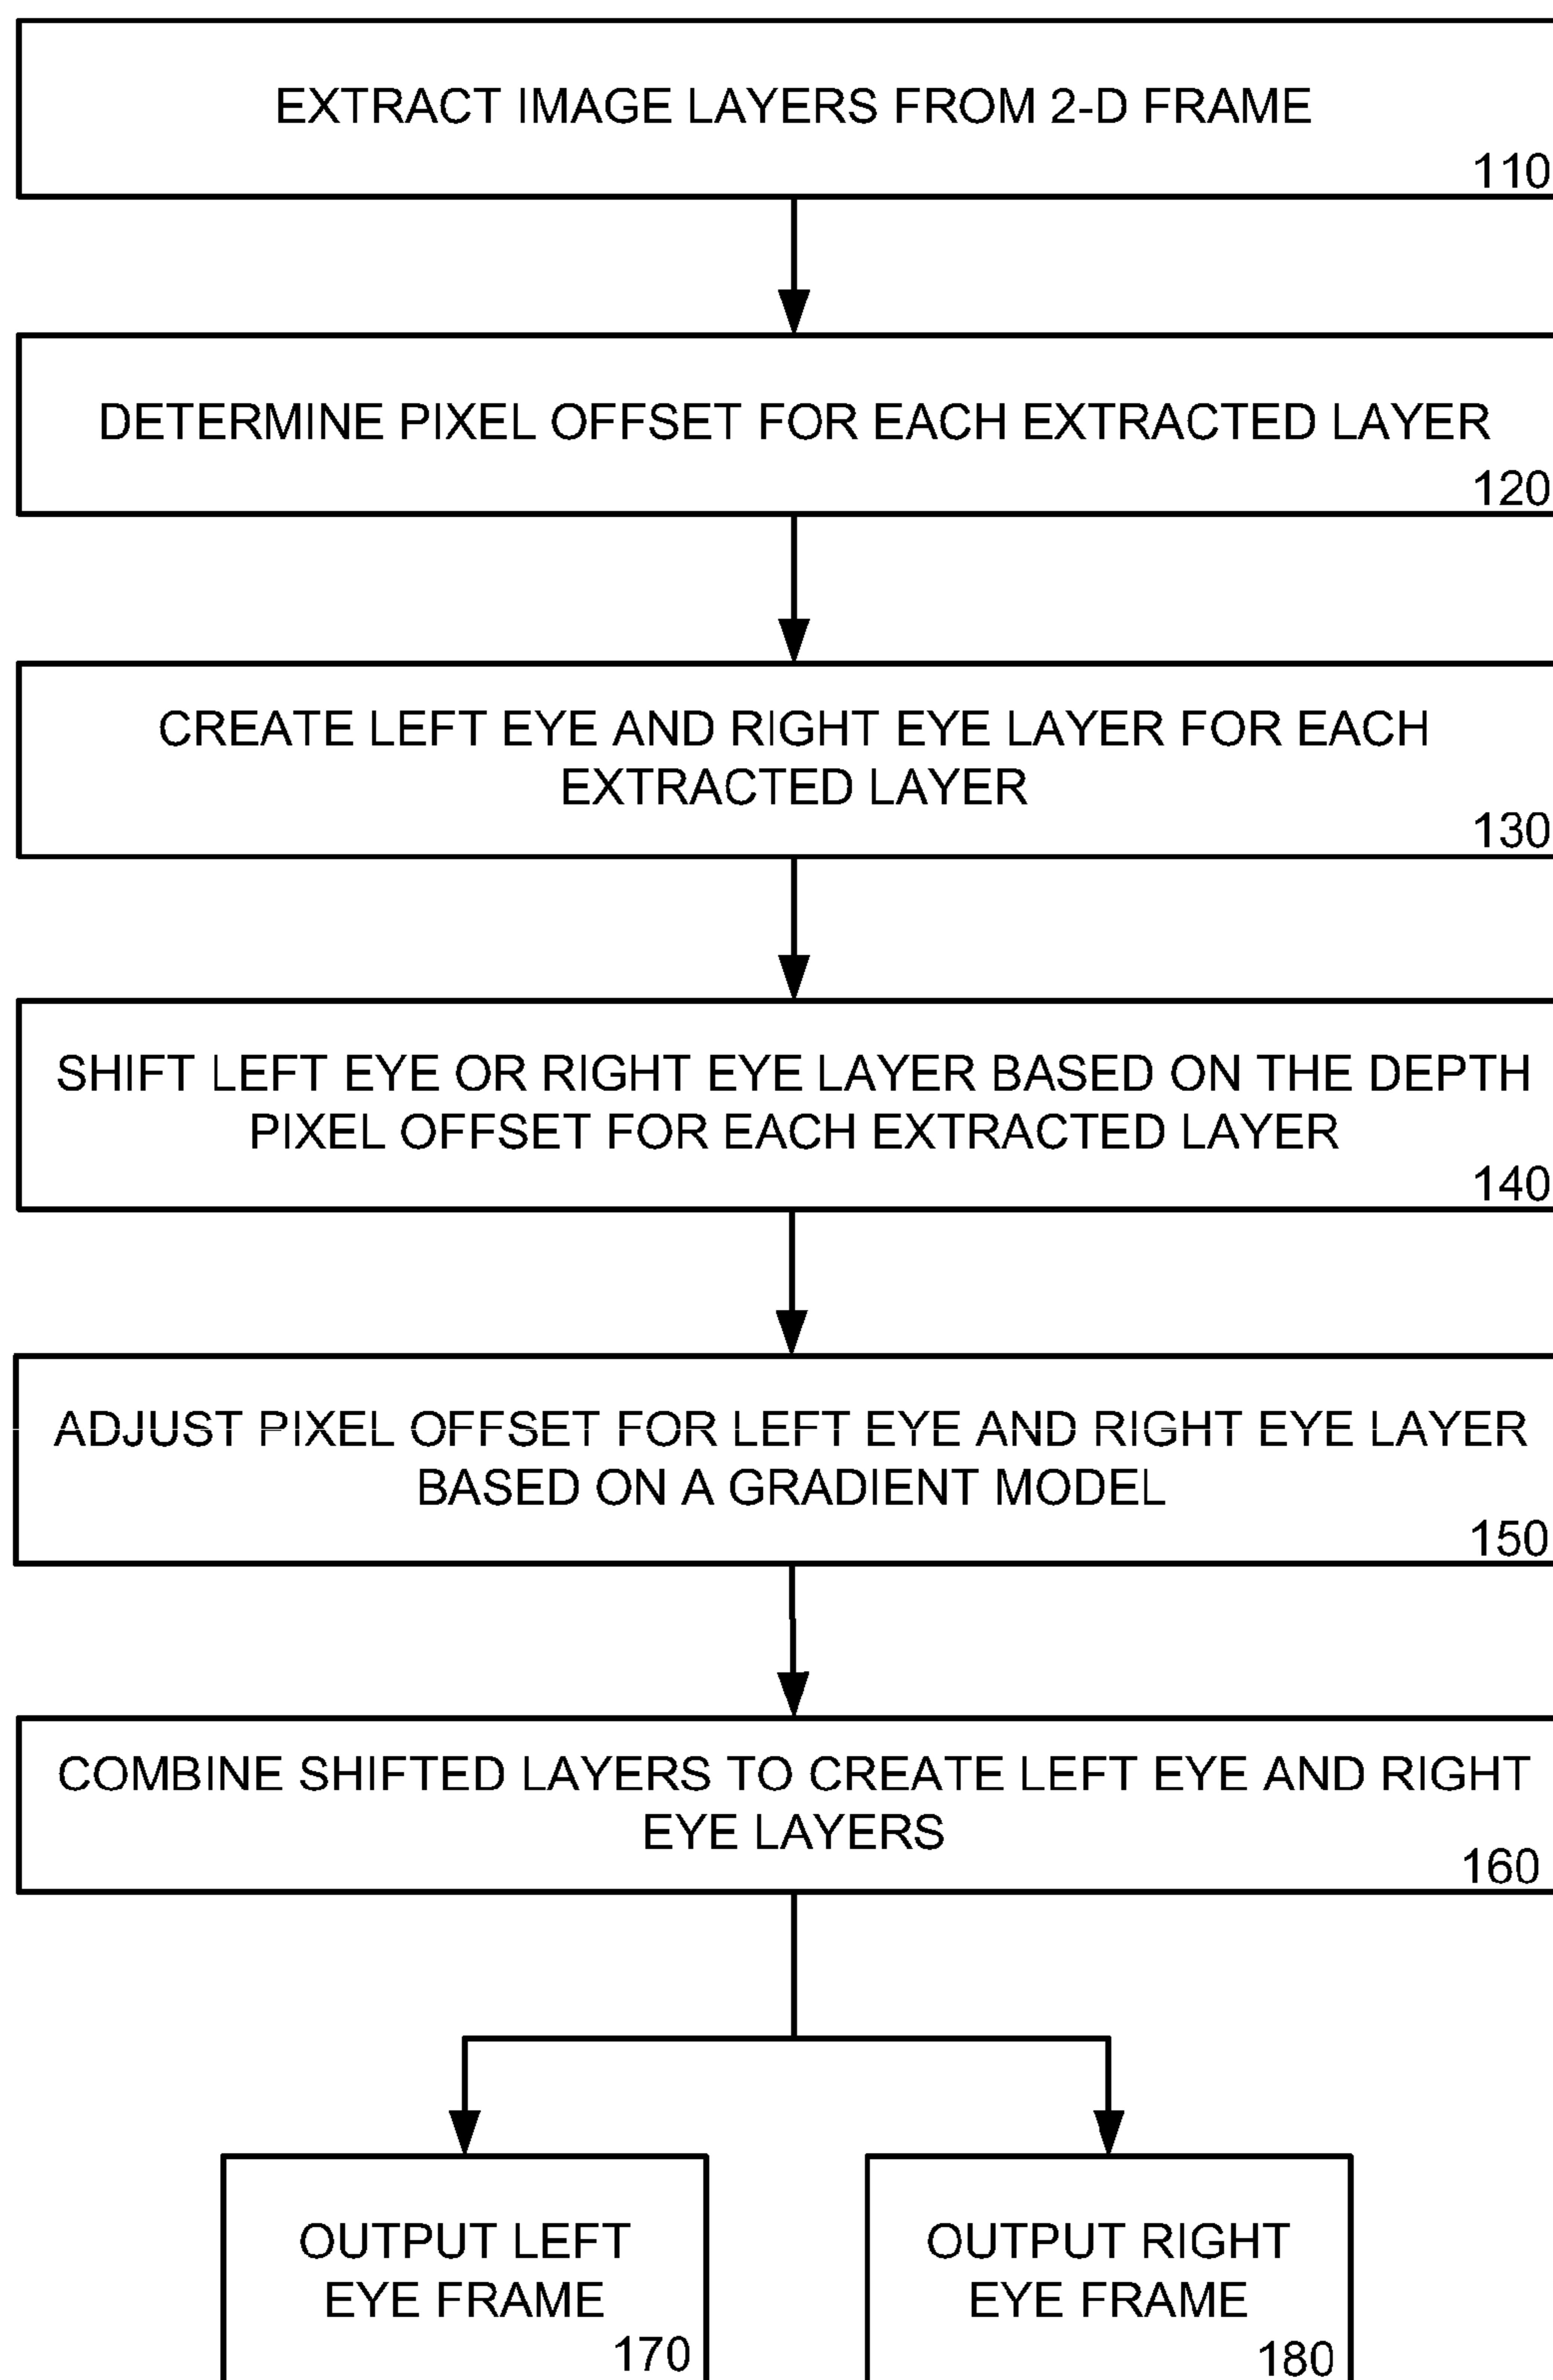 EXTRACT IMAGE LAYERS FROM 2-D FRAME
110
DETERMINE PIXEL OFFSET FOR EACH EXTRACTED LAYER
120
CREATE LEFT EYE AND RIGHT EYE LAYER FOR EACH
EXTRACTED LAYER
130
SHIFT LEFT EYE OR RIGHT EYE LAYER BASED ON THE DEPTH
PIXEL OFFSET FOR EACH EXTRACTED LAYER
140
ADJUST PIXEL OFFSET FOR LEFT EYE AND RIGHT EYE LAYER
BASED ON A GRADIENT MODEL
150
COMBINE SHIFTED LAYERS TO CREATE LEFT EYE AND RIGHT
EYE LAYERS
160
OUTPUT LEFT
EYE FRAME
170
OUTPUT RIGHT
EYE FRAME
180